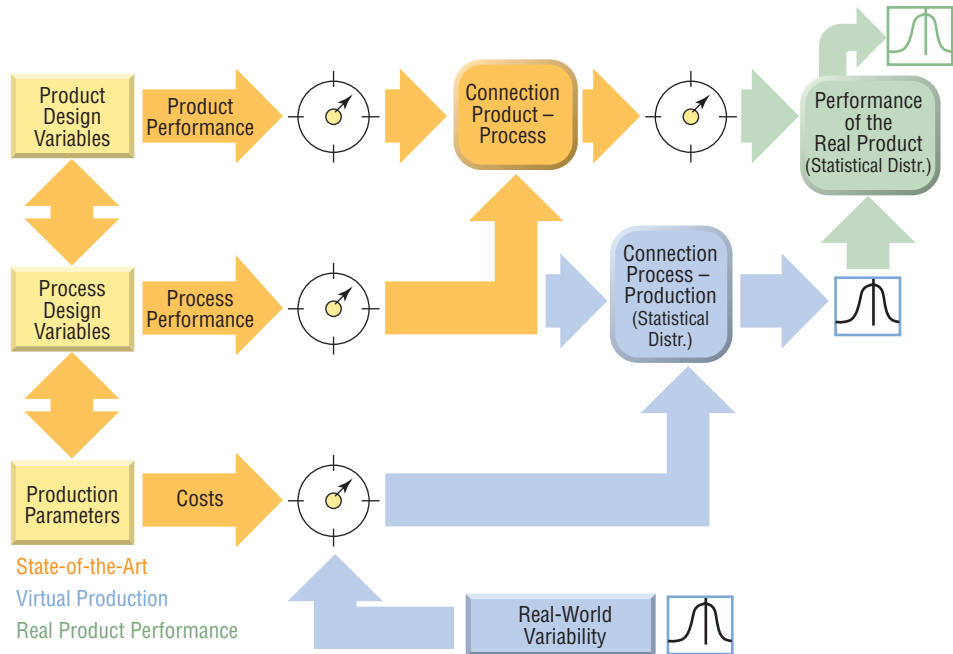 Product
Design
Variables
Product
Performance
Connection
Product –
Process
Performance
of the
Real Product
(Statistical Distr.)
Process
Design
Variables
Process
Performance
Connection
Process –
Production
(Statistical
Distr.)
Production
Parameters
Costs
State-of-the-Art
Virtual Production
Real Product Performance
Real-World
Variability